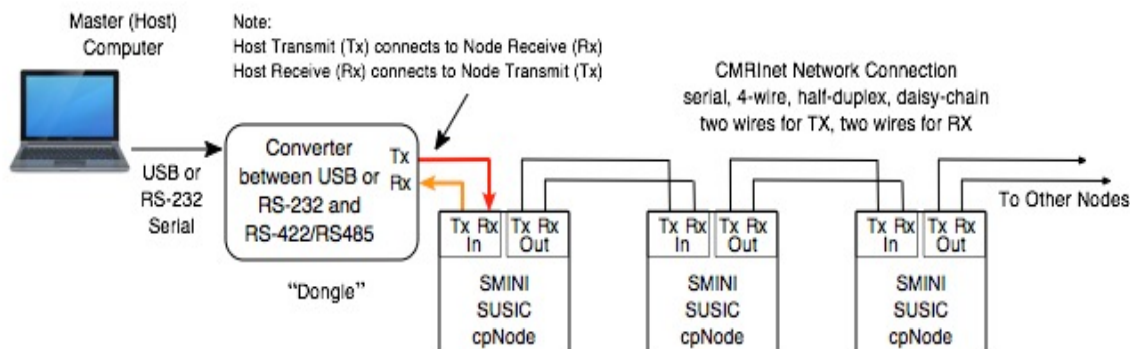 Master (Host)
Computer
Note:
Host Transmit (Tx) connects to Node Receive (Rx)
Host Receive (Rx) connects to Node Transmit (Tx)
CMRInet Network Connection
serial, 4-wire, half-duplex, daisy-chain
two wires for TX, two wires for RX
USB or
RS-232
Serial
Converter
between USB or
RS-232 and
RS-422/RS485
Tx
Rx
"Dongle"
Tx Rx
In
Tx Rx
Out
SMINI
SUSIC
cpNode
Tx Rx
In
Tx Rx
Out
SMINI
SUSIC
cpNode
Tx Rx
In
Tx Rx
Out
SMINI
SUSIC
cpNode
To Other Nodes